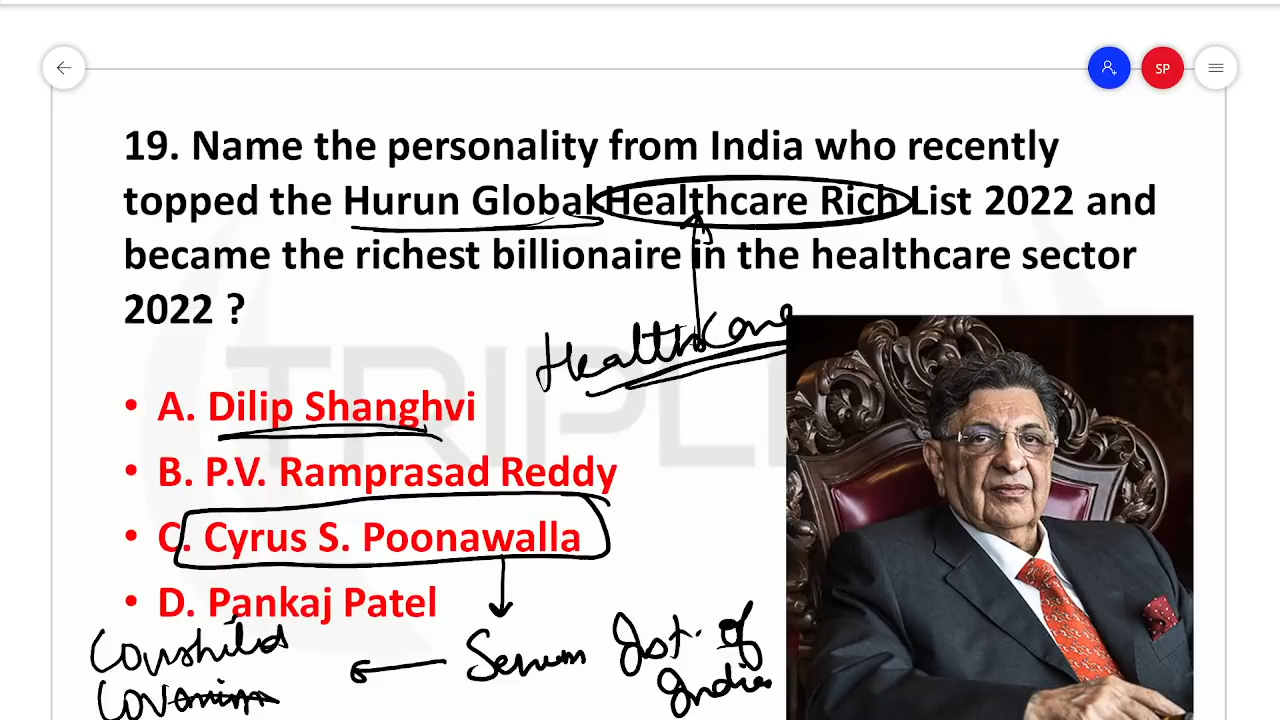 SP
19. Name the personality from India who recently
topped the Hurun Global Healthcare Rich List 2022 and
became the richest billionaire in the healthcare sector
2022 ?
Healthcare
• A. Dilip Shanghvi
• B. P.V. Ramprasad Reddy
• C. Cyrus S. Poonawalla
• D. Pankaj Patel
Covishield Serum Inst. of
India
TRIPLE